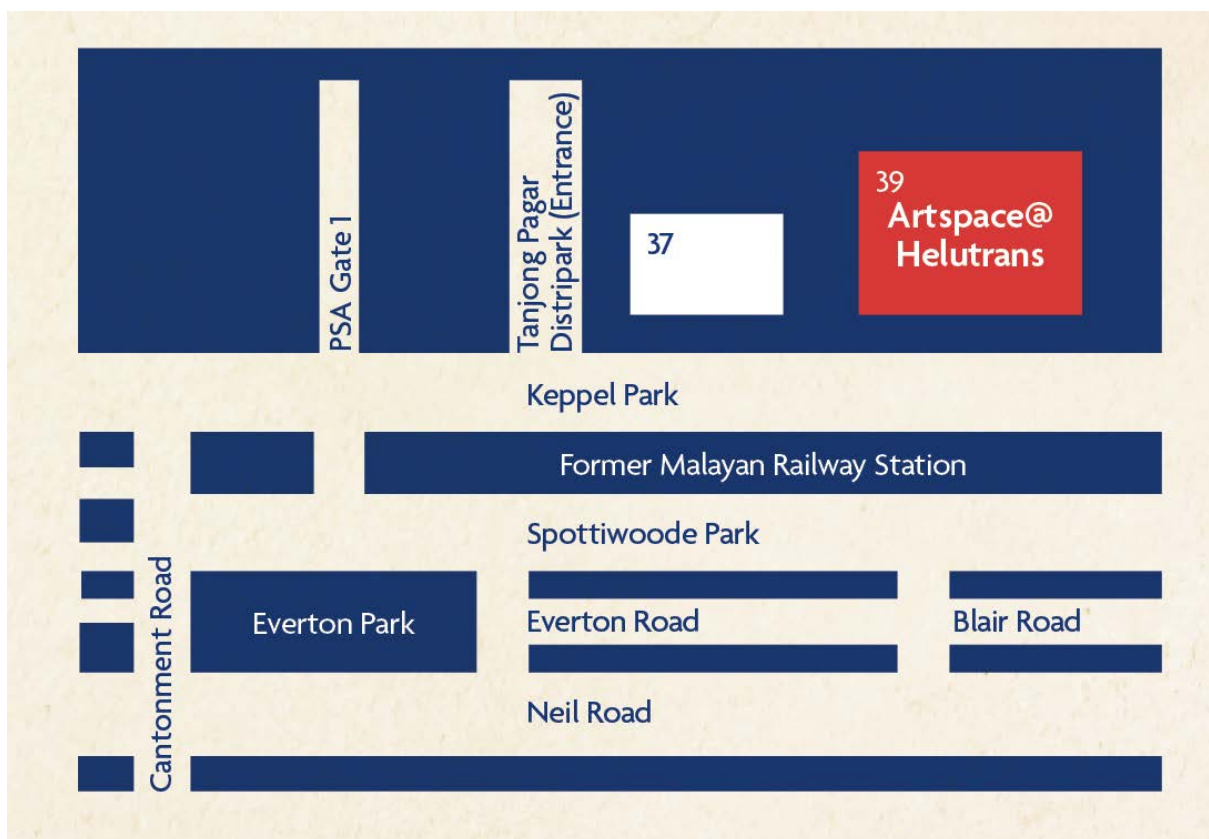 PSA Gate 1
Tanjong Pagar
Distripark (Entrance)
37
39
Artspace@
Helutrans
Keppel Park
Former Malayan Railway Station
Spottiwoode Park
Cantonment Road
Everton Park
Everton Road
Blair Road
Neil Road